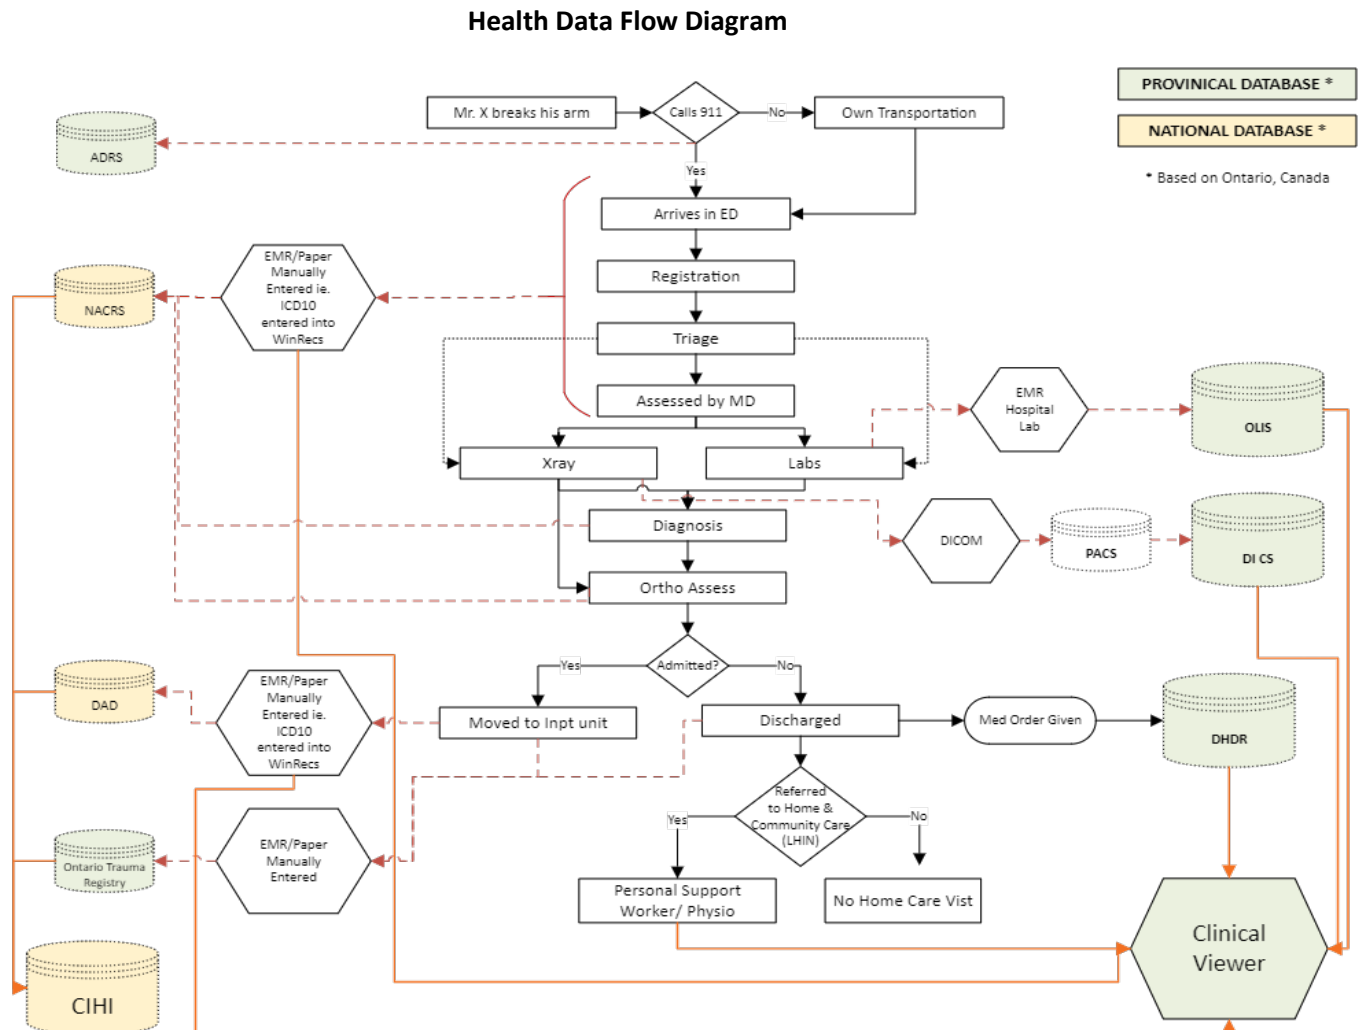 Health Data Flow Diagram
PROVINICAL DATABASE *
NATIONAL DATABASE *
* Based on Ontario, Canada
Mr. X breaks his arm
Calls 911
No
Own Transportation
ADRS
Yes
Arrives in ED
EMR/Paper
Manually
Entered ie.
ICD10
entered into
WinRecs
NACRS
Registration
Triage
Assessed by MD
EMR
Hospital
Lab
OLIS
Xray
Labs
Diagnosis
DICOM
PACS
DI CS
Ortho Assess
Admitted?
Yes
No
DAD
EMR/Paper
Manually
Entered ie.
ICD10
entered into
WinRecs
Moved to Inpt unit
Discharged
Med Order Given
DHDR
Referred
to Home &
Community Care
(LHIN)
Yes
No
Ontario Trauma
Registry
EMR/Paper
Manually
Entered
Personal Support
Worker/ Physio
No Home Care Vist
Clinical
Viewer
CIHI